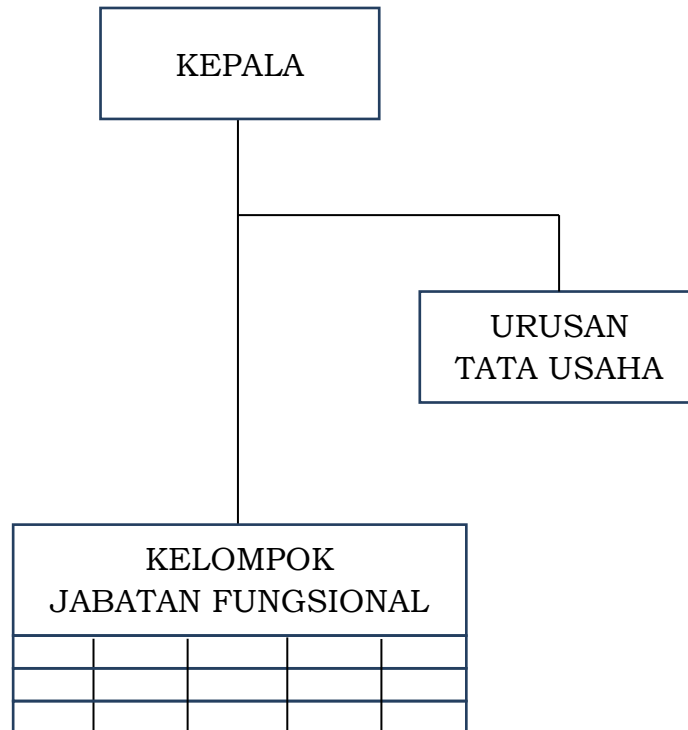 KEPALA
URUSAN
TATA USAHA
KELOMPOK
JABATAN FUNGSIONAL